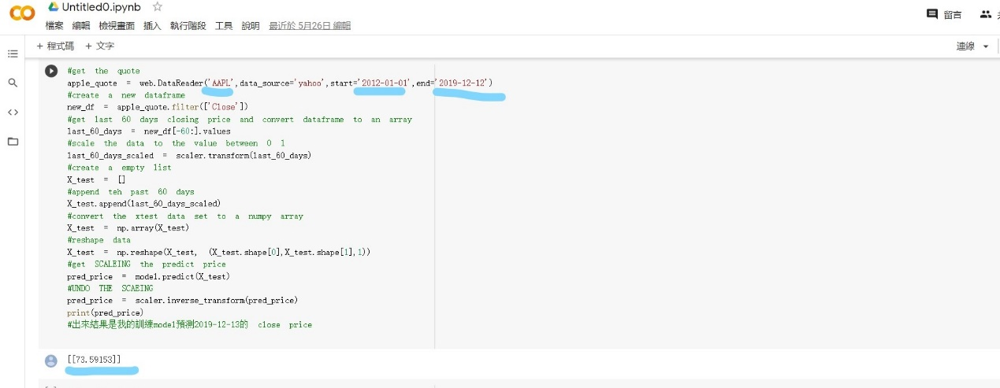 CO
Untitled0.ipynb
檔案 編輯 檢視畫面 插入 執行階段 工具 說明 最近於 5月26日 編輯
留言
+ 程式碼 + 文字
連線
#get the quote
apple_quote = web.DataReader('AAPL',data_source='yahoo',start='2012-01-01',end='2019-12-12')
#create a new dataframe
new_df = apple_quote.filter(['Close'])
#get last 60 days closing price and convert dataframe to an array
last_60_days = new_df[-60:].values
#scale the data to the value between 0 1
last_60_days_scaled = scaler.transform(last_60_days)
#create a empty list
X_test = []
#append teh past 60 days
X_test.append(last_60_days_scaled)
#convert the xtest data set to a numpy array
X_test = np.array(X_test)
#reshape data
X_test = np.reshape(X_test, (X_test.shape[0],X_test.shape[1],1))
#get SCALEING the predict price
pred_price = model.predict(X_test)
#UNDO THE SCAEING
pred_price = scaler.inverse_transform(pred_price)
print(pred_price)
#出來結果是我的訓練model預測2019-12-13的 close price
[[73.59153]]